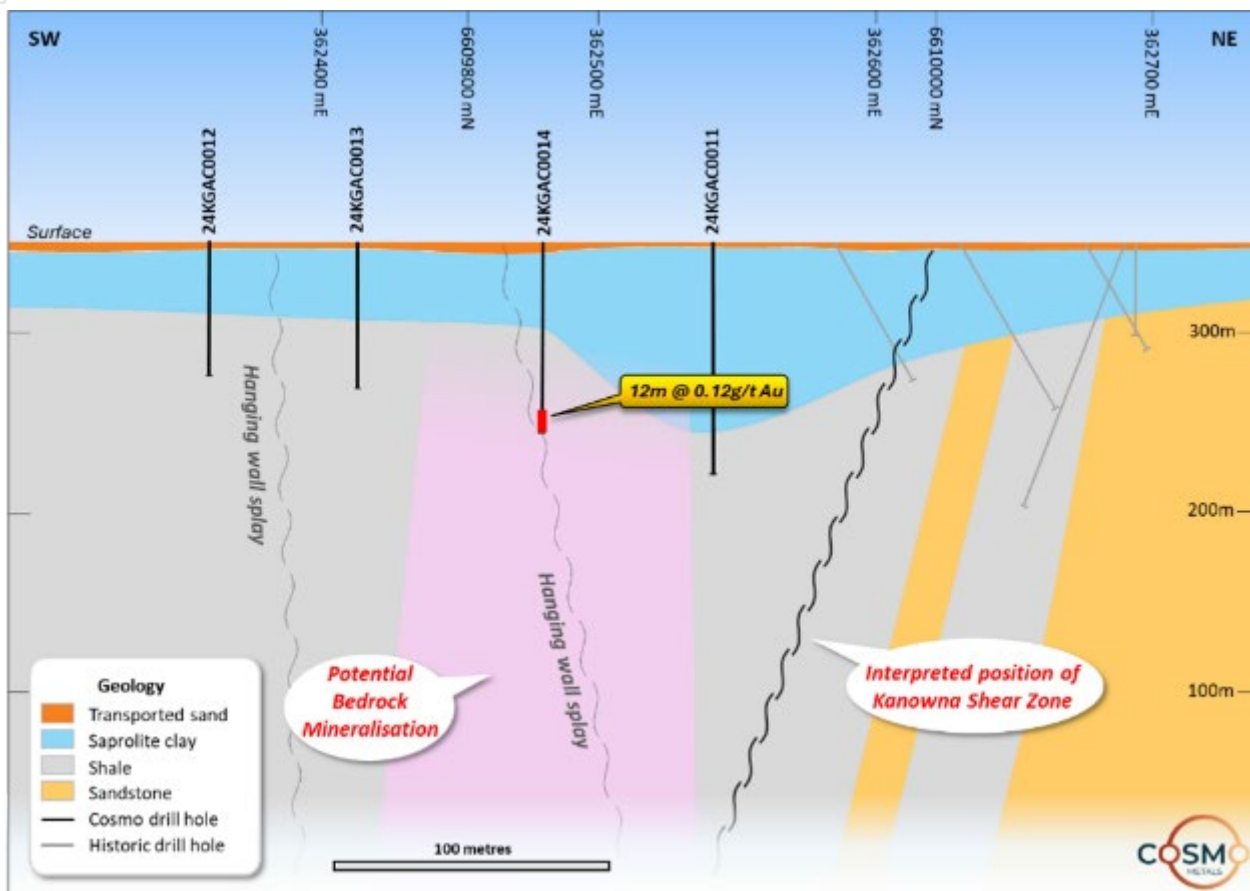 SW
NE
362400 mE
6609800 mN
362500 mE
362600 mE
6610000 mN
362700 mE
24KGAC0012
24KGAC0013
24KGAC0014
24KGAC0011
Surface
300m
12m @ 0.12g/t Au
Hanging wall splay
200m
Hanging wall splay
100m
Potential
Bedrock
Mineralisation
Interpreted position of
Kanowna Shear Zone
Geology
Transported sand
Saprolite clay
Shale
Sandstone
Cosmo drill hole
Historic drill hole
100 metres
COSMO
METALS